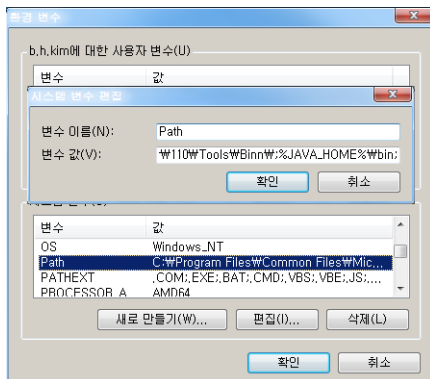 환경 변수
b,h,kim에 대한 사용자 변수(U)
변수 값
시스템 변수 편집
변수 이름(N): Path
변수 값(V): ₩110₩Tools₩Binn₩;%JAVA_HOME%₩bin;
확인 취소
변수 값
OS Windows_NT
Path C:₩Program Files₩Common Files₩Mic...
PATHEXT .COM;.EXE;.BAT;.CMD;.VBS;.VBE;.JS;....
PROCESSOR_A AMD64
새로 만들기(W)... 편집(I)... 삭제(L)
확인 취소